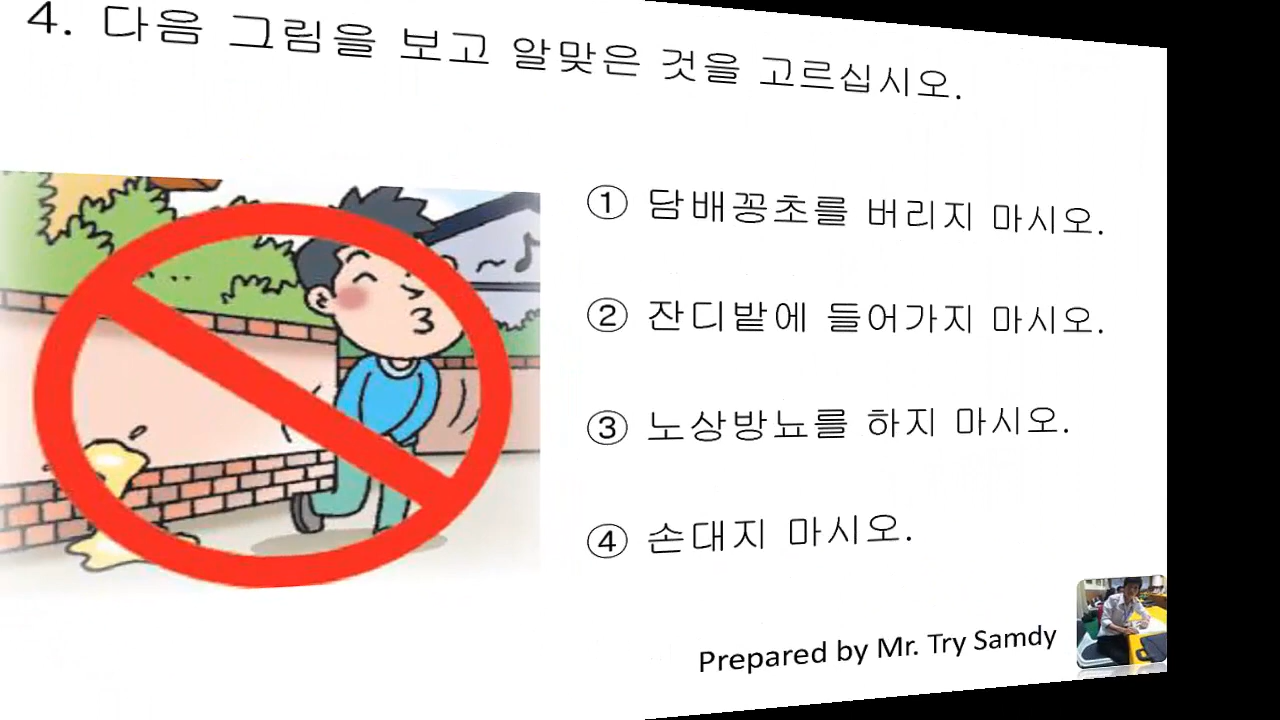 4. 다음 그림을 보고 알맞은 것을 고르십시오.
① 담배꽁초를 버리지 마시오.
② 잔디밭에 들어가지 마시오.
③ 노상방뇨를 하지 마시오.
④ 손대지 마시오.
Prepared by Mr. Try Samdy